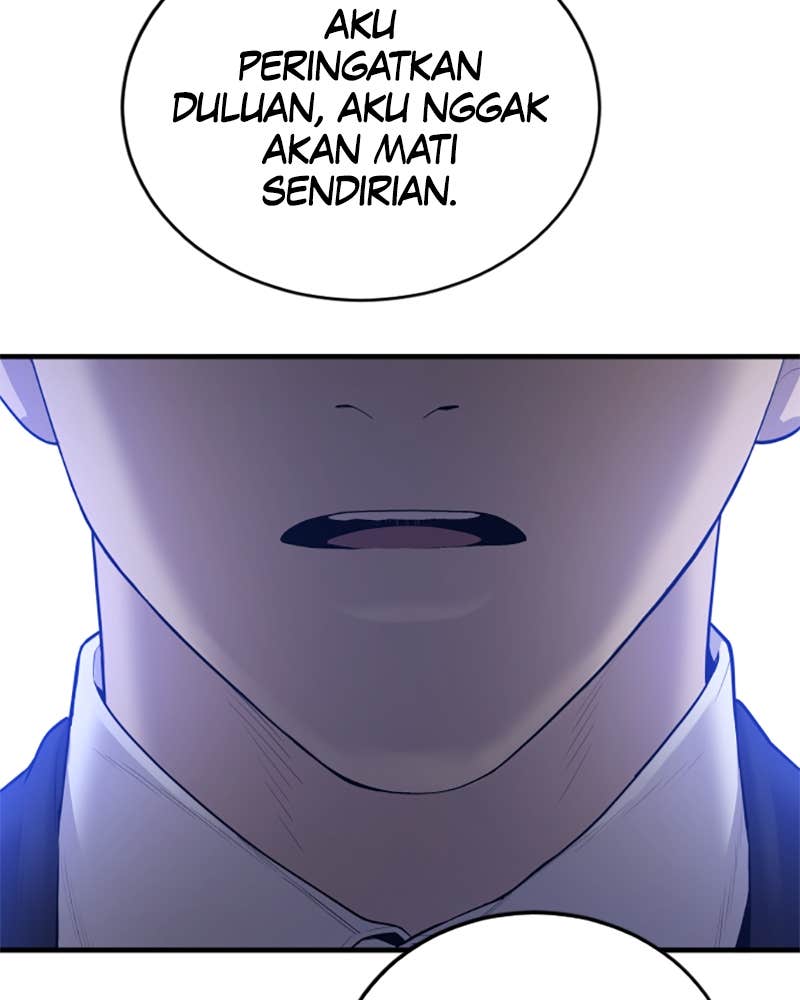 AKU
PERINGATKAN
DULUAN, AKU NGGAK
AKAN MATI
SENDIRIAN.